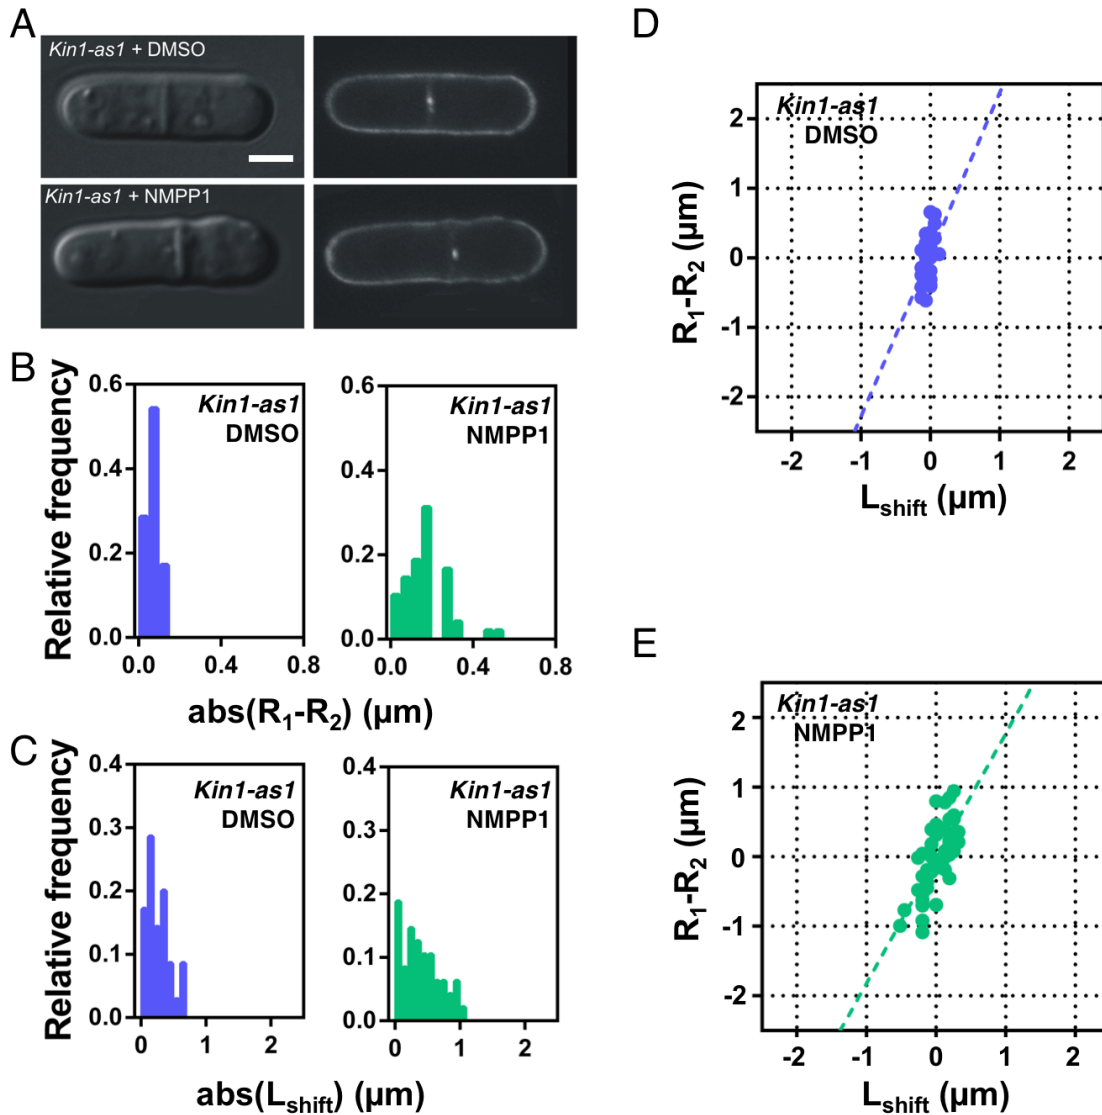 A
Kin1-as1 + DMSO
Kin1-as1 + NMPP1
B
Relative frequency
0.6
0.4
0.2
0.0
Kin1-as1
DMSO
0.0 0.4 0.8
0.6
0.4
0.2
0.0
Kin1-as1
NMPP1
0.0 0.4 0.8
abs(R1-R2) (µm)
C
Relative frequency
0.4
0.3
0.2
0.1
0.0
Kin1-as1
DMSO
0 1 2
0.4
0.3
0.2
0.1
0.0
Kin1-as1
NMPP1
0 1 2
abs(Lshift) (µm)
D
Kin1-as1
DMSO
R1-R2 (µm)
2
1
0
-1
-2
-2 -1 0 1 2
Lshift (µm)
E
Kin1-as1
NMPP1
R1-R2 (µm)
2
1
0
-1
-2
-2 -1 0 1 2
Lshift (µm)